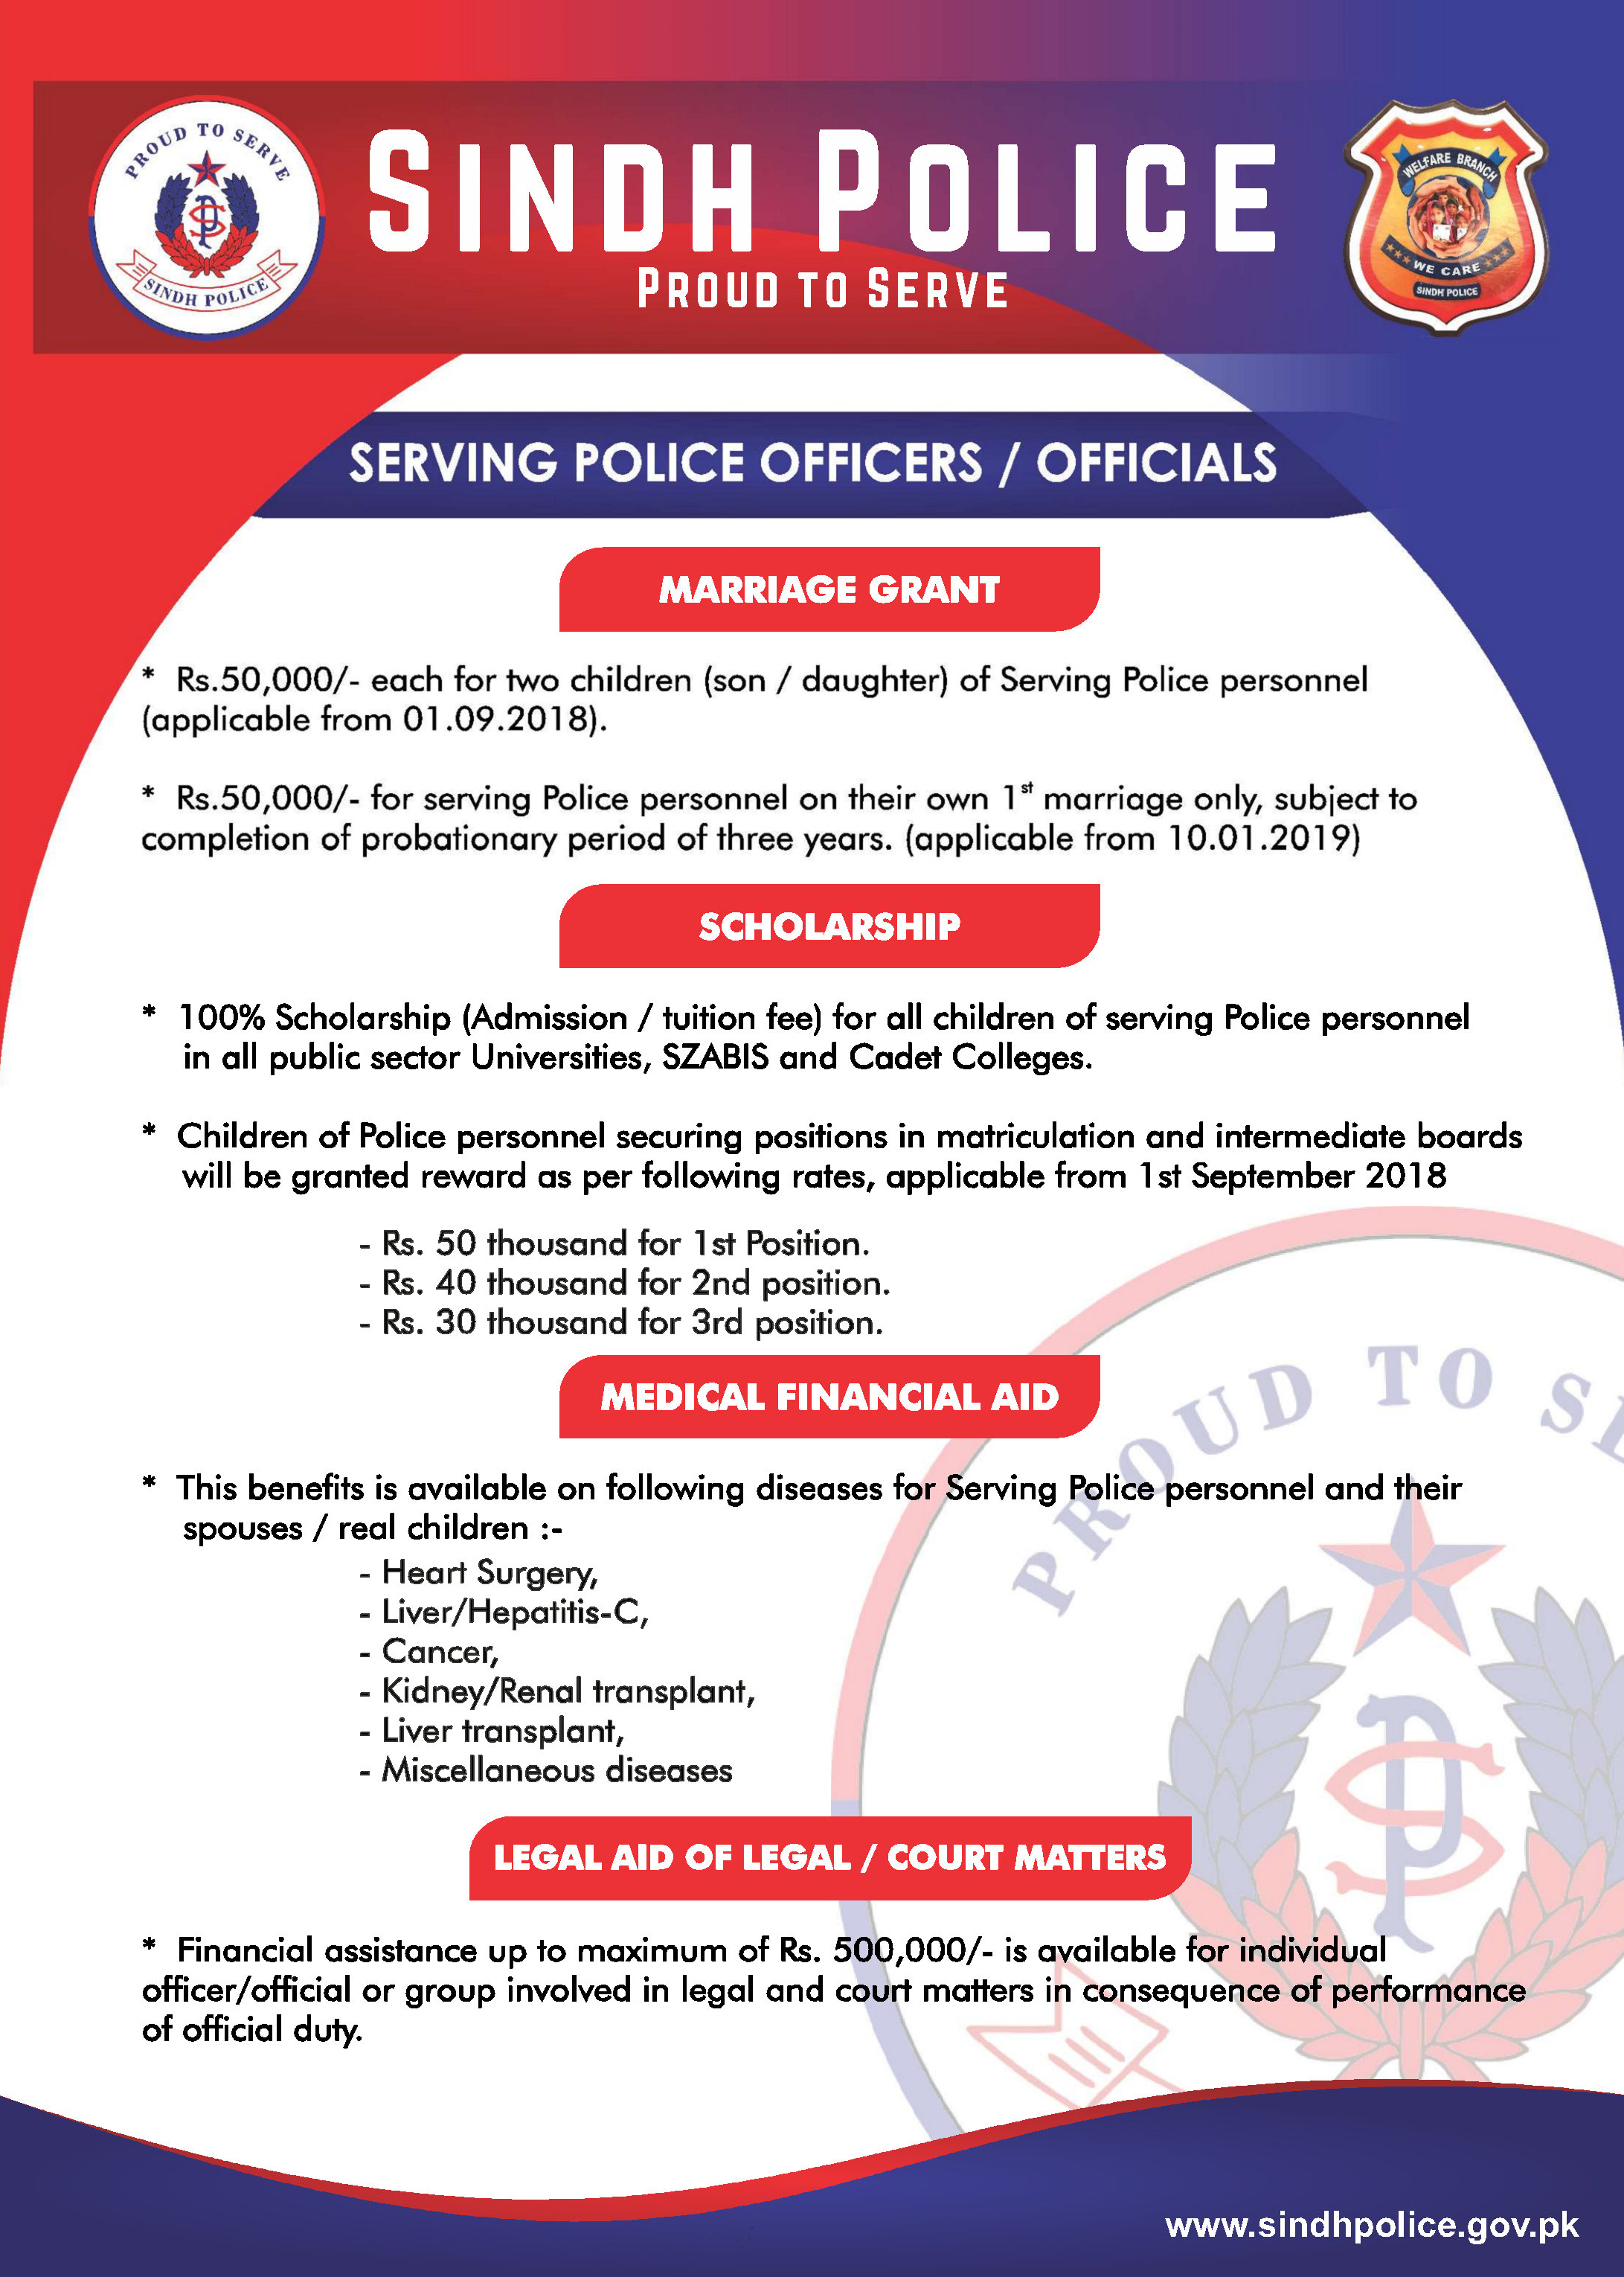 PROUD TO SERVE
SINDH POLICE
SINDH POLICE
PROUD TO SERVE
WELFARE BRANCH
WE CARE
SINDH POLICE
SERVING POLICE OFFICERS / OFFICIALS
MARRIAGE GRANT
* Rs.50,000/- each for two children (son / daughter) of Serving Police personnel
(applicable from 01.09.2018).
* Rs.50,000/- for serving Police personnel on their own 1st marriage only, subject to
completion of probationary period of three years. (applicable from 10.01.2019)
SCHOLARSHIP
* 100% Scholarship (Admission / tuition fee) for all children of serving Police personnel
in all public sector Universities, SZABIS and Cadet Colleges.
* Children of Police personnel securing positions in matriculation and intermediate boards
will be granted reward as per following rates, applicable from 1st September 2018
- Rs. 50 thousand for 1st Position.
- Rs. 40 thousand for 2nd position.
- Rs. 30 thousand for 3rd position.
MEDICAL FINANCIAL AID
PROUD TO SE
* This benefits is available on following diseases for Serving Police personnel and their
spouses / real children :-
- Heart Surgery,
- Liver/Hepatitis-C,
- Cancer,
- Kidney/Renal transplant,
- Liver transplant,
- Miscellaneous diseases
LEGAL AID OF LEGAL / COURT MATTERS
* Financial assistance up to maximum of Rs. 500,000/- is available for individual
officer/official or group involved in legal and court matters in consequence of performance
of official duty.
www.sindhpolice.gov.pk